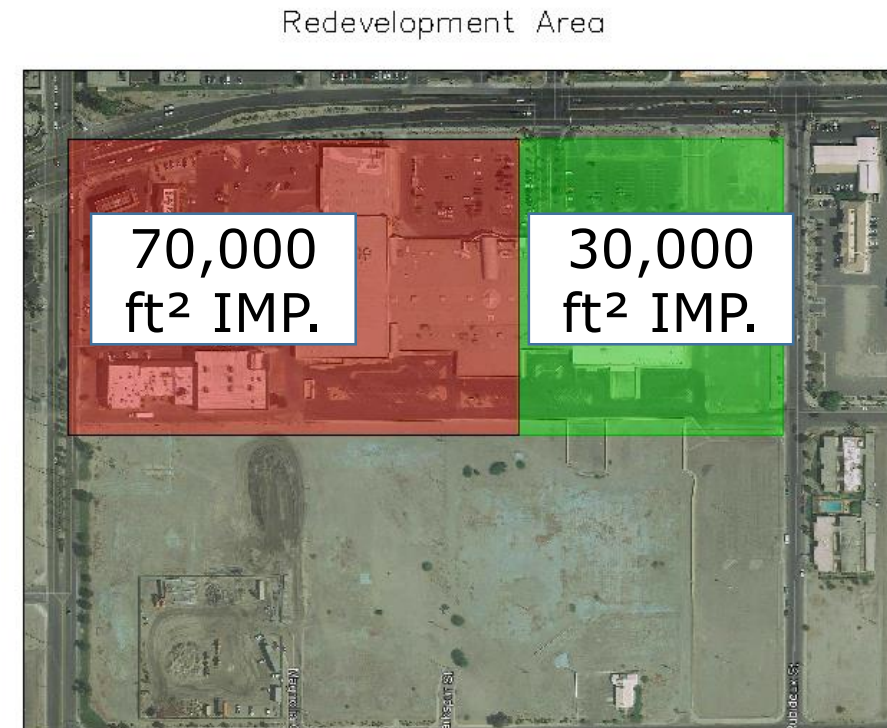 Redevelopment Area
70,000
ft² IMP.
30,000
ft² IMP.